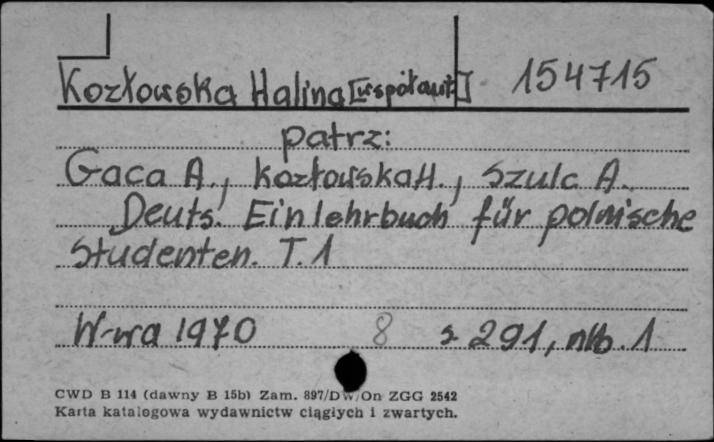 Kozłowska Halina [współaut.] 154715
patrz:
Gaca A., Kozłowska H., Szulc A.
Deuts. Ein lehrbuch für polnische
Studenten. T. 1
W-wa 1970 8 s 291, nlb. 1
CWD B 114 (dawny B 15b) Zam. 897/DW/On ZGG 2542
Karta katalogowa wydawnictw ciągłych i zwartych.